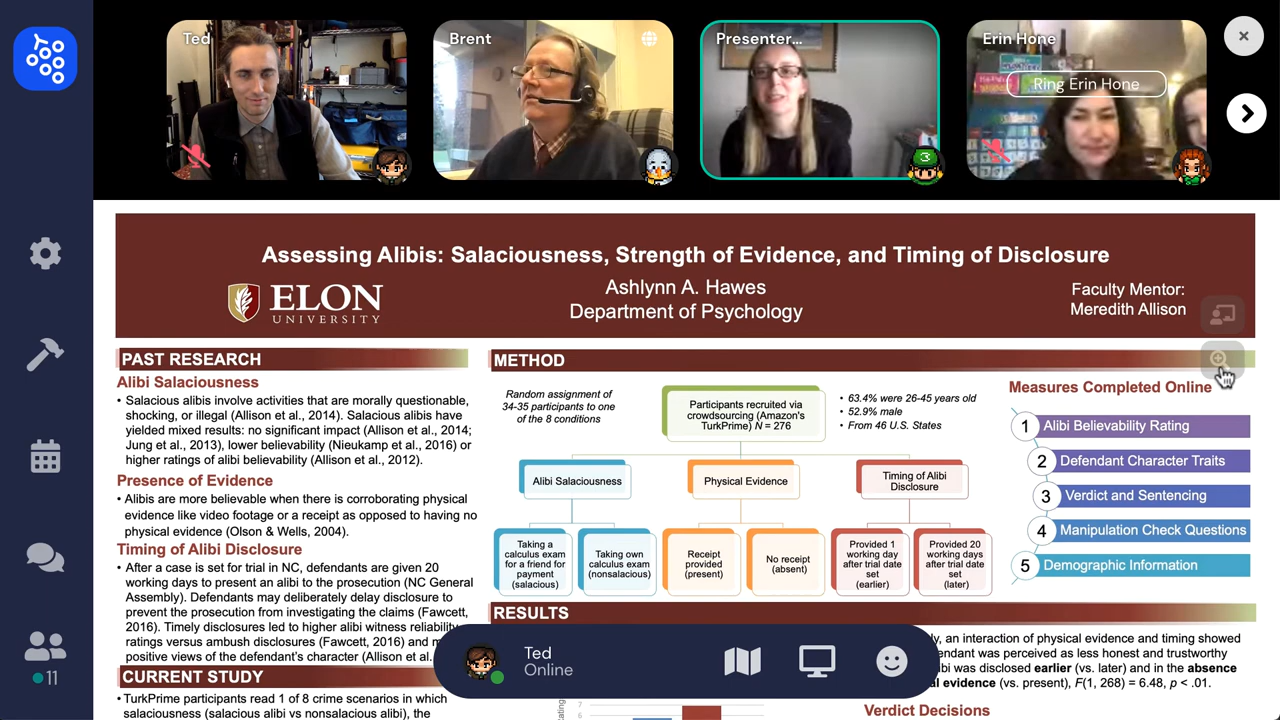 Ted
Brent
Presenter...
Erin Hone
Ring Erin Hone
3
Assessing Alibis: Salaciousness, Strength of Evidence, and Timing of Disclosure
ELON
UNIVERSITY
Ashlynn A. Hawes
Department of Psychology
Faculty Mentor:
Meredith Allison
PAST RESEARCH
Alibi Salaciousness
• Salacious alibis involve activities that are morally questionable,
shocking, or illegal (Allison et al., 2014). Salacious alibis have
yielded mixed results: no significant impact (Allison et al., 2014;
Jung et al., 2013), lower believability (Nieukamp et al., 2016) or
higher ratings of alibi believability (Allison et al., 2012).
Presence of Evidence
• Alibis are more believable when there is corroborating physical
evidence like video footage or a receipt as opposed to having no
physical evidence (Olson & Wells, 2004).
Timing of Alibi Disclosure
• After a case is set for trial in NC, defendants are given 20
working days to present an alibi to the prosecution (NC General
Assembly). Defendants may deliberately delay disclosure to
prevent the prosecution from investigating the claims (Fawcett,
2016). Timely disclosures led to higher alibi witness reliability
ratings versus ambush disclosures (Fawcett, 2016) and m
positive views of the defendant's character (Allison et al.
CURRENT STUDY
• TurkPrime participants read 1 of 8 crime scenarios in which
salaciousness (salacious alibi vs nonsalacious alibi), the
METHOD
Random assignment of
34-35 participants to one
of the 8 conditions
Participants recruited via
crowdsourcing (Amazon's
TurkPrime) N = 276
• 63.4% were 26-45 years old
• 52.9% male
• From 46 U.S. States
Alibi Salaciousness
Physical Evidence
Timing of Alibi
Disclosure
Taking a
calculus exam
for a friend for
payment
(salacious)
Taking own
calculus exam
(nonsalacious)
Receipt
provided
(present)
No receipt
(absent)
Provided 1
working day
after trial date
set
(earlier)
Provided 20
working days
after trial date
set
(later)
Measures Completed Online
1 Alibi Believability Rating
2 Defendant Character Traits
3 Verdict and Sentencing
4 Manipulation Check Questions
5 Demographic Information
RESULTS
ly, an interaction of physical evidence and timing showed
endant was perceived as less honest and trustworthy
ibi was disclosed earlier (vs. later) and in the absence
al evidence (vs. present), F(1, 268) = 6.48, p < .01.
Verdict Decisions
7
6
Ted
Online
11